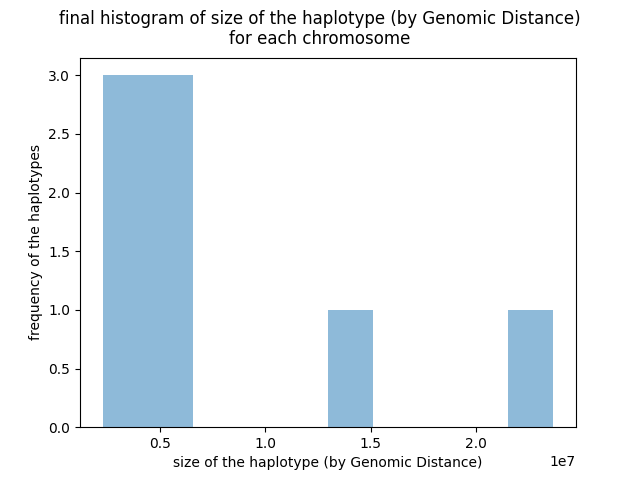 final histogram of size of the haplotype (by Genomic Distance)
for each chromosome
3.0
2.5
2.0
1.5
1.0
0.5
0.0
frequency of the haplotypes
0.5 1.0 1.5 2.0
1e7
size of the haplotype (by Genomic Distance)